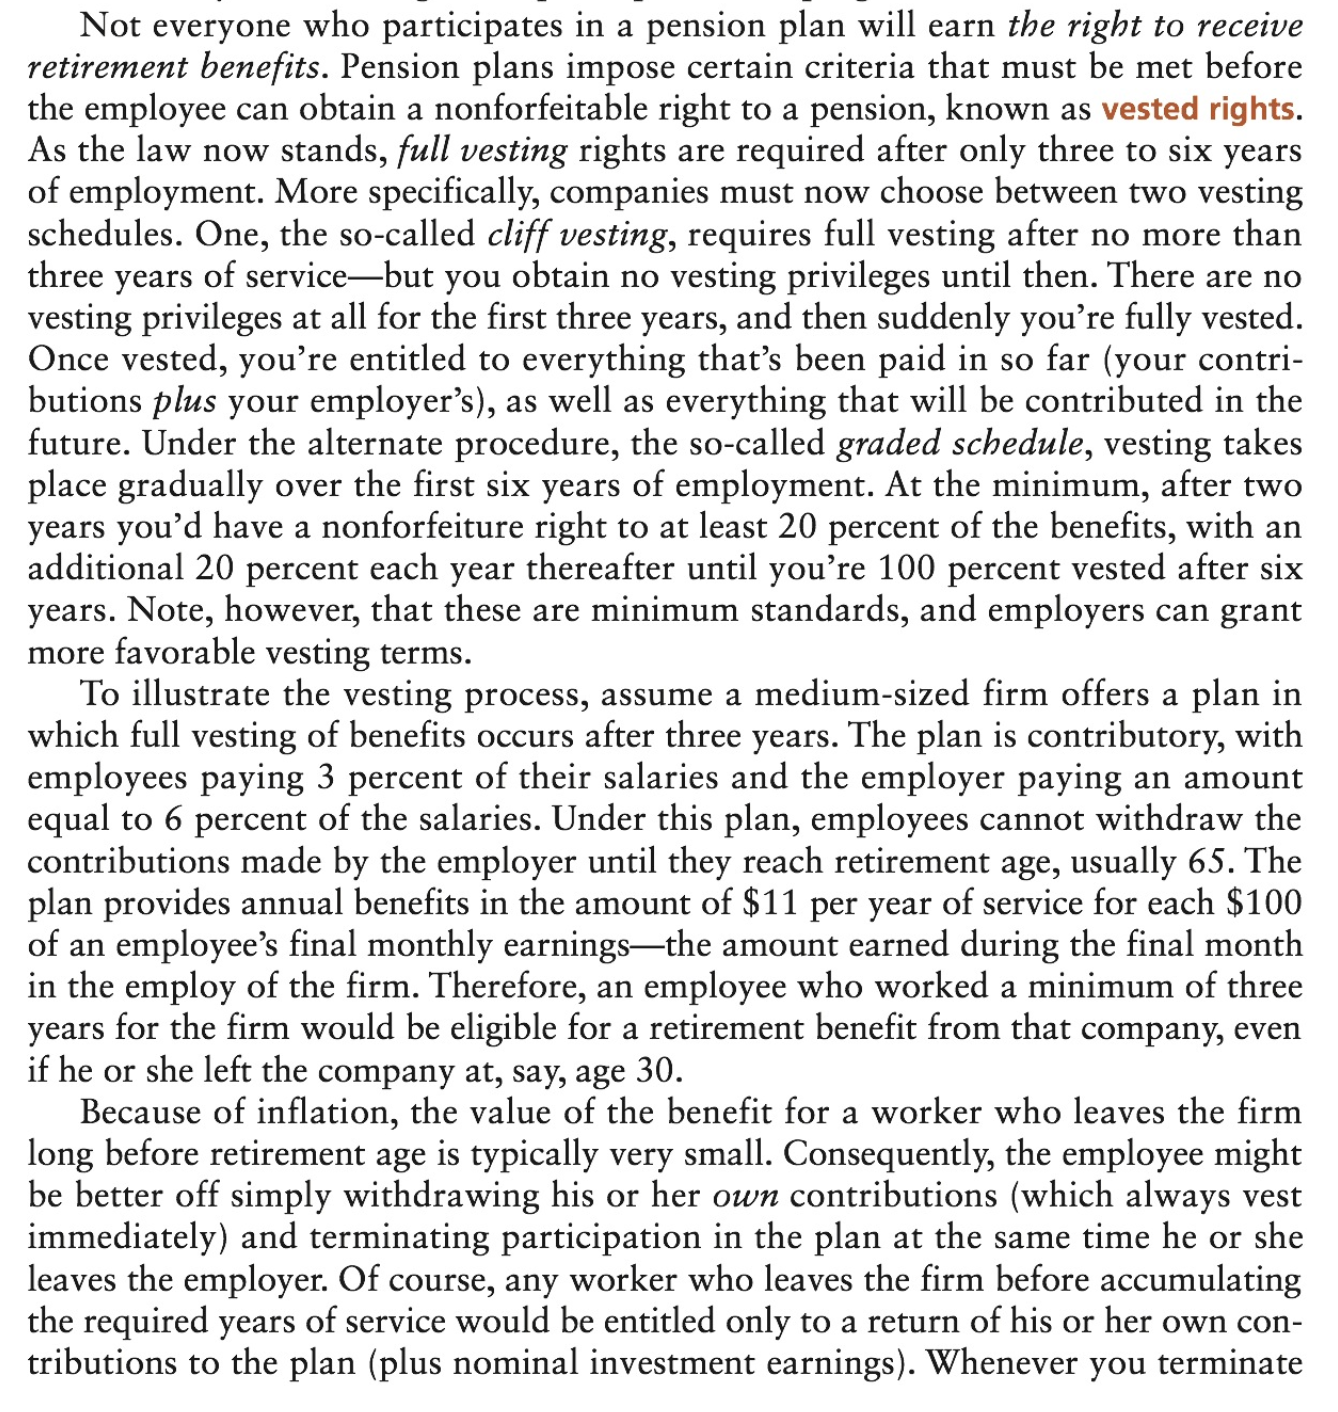 Not everyone who participates in a pension plan will earn the right to receive
retirement benefits. Pension plans impose certain criteria that must be met before
the employee can obtain a nonforfeitable right to a pension, known as vested rights.
As the law now stands, full vesting rights are required after only three to six years
of employment. More specifically, companies must now choose between two vesting
schedules. One, the so-called cliff vesting, requires full vesting after no more than
three years of service—but you obtain no vesting privileges until then. There are no
vesting privileges at all for the first three years, and then suddenly you’re fully vested.
Once vested, you’re entitled to everything that’s been paid in so far (your contri-
butions plus your employer’s), as well as everything that will be contributed in the
future. Under the alternate procedure, the so-called graded schedule, vesting takes
place gradually over the first six years of employment. At the minimum, after two
years you’d have a nonforfeiture right to at least 20 percent of the benefits, with an
additional 20 percent each year thereafter until you’re 100 percent vested after six
years. Note, however, that these are minimum standards, and employers can grant
more favorable vesting terms.
To illustrate the vesting process, assume a medium-sized firm offers a plan in
which full vesting of benefits occurs after three years. The plan is contributory, with
employees paying 3 percent of their salaries and the employer paying an amount
equal to 6 percent of the salaries. Under this plan, employees cannot withdraw the
contributions made by the employer until they reach retirement age, usually 65. The
plan provides annual benefits in the amount of $11 per year of service for each $100
of an employee’s final monthly earnings—the amount earned during the final month
in the employ of the firm. Therefore, an employee who worked a minimum of three
years for the firm would be eligible for a retirement benefit from that company, even
if he or she left the company at, say, age 30.
Because of inflation, the value of the benefit for a worker who leaves the firm
long before retirement age is typically very small. Consequently, the employee might
be better off simply withdrawing his or her own contributions (which always vest
immediately) and terminating participation in the plan at the same time he or she
leaves the employer. Of course, any worker who leaves the firm before accumulating
the required years of service would be entitled only to a return of his or her own con-
tributions to the plan (plus nominal investment earnings). Whenever you terminate